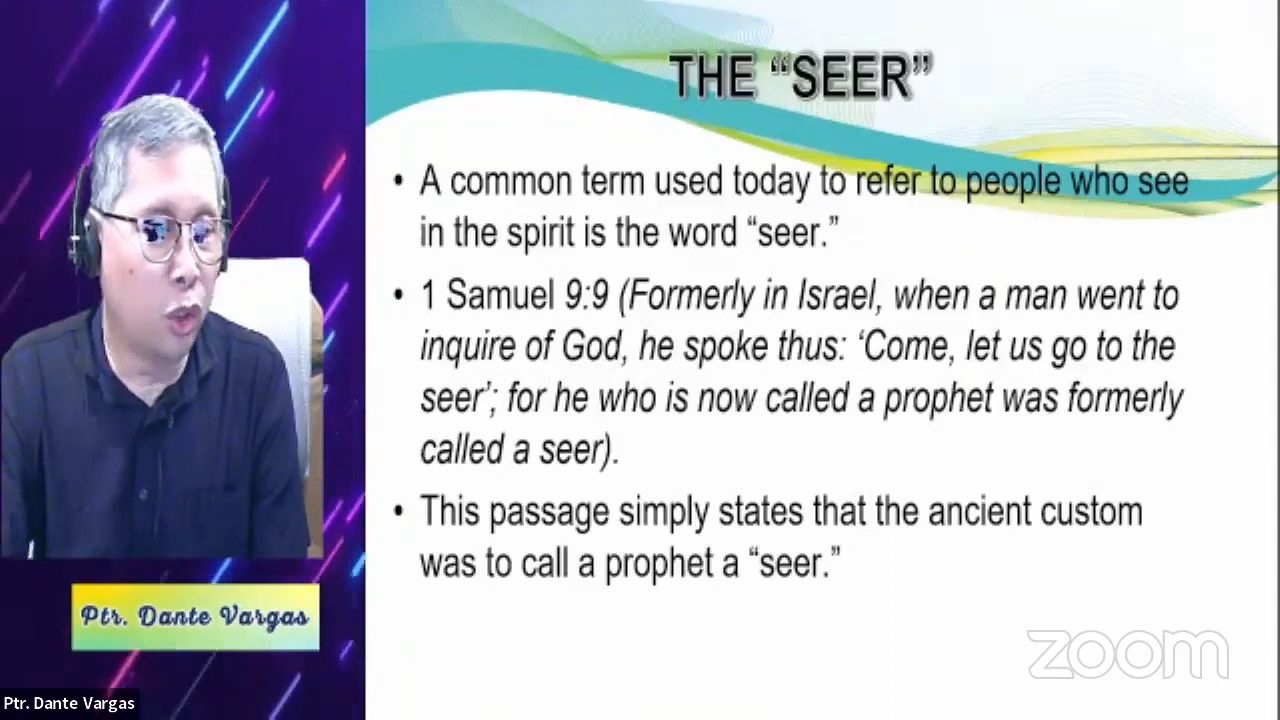 THE “SEER”
• A common term used today to refer to people who see
in the spirit is the word “seer.”
• 1 Samuel 9:9 (Formerly in Israel, when a man went to
inquire of God, he spoke thus: ‘Come, let us go to the
seer’; for he who is now called a prophet was formerly
called a seer).
• This passage simply states that the ancient custom
was to call a prophet a “seer.”
Ptr. Dante Vargas
zoom
Ptr. Dante Vargas